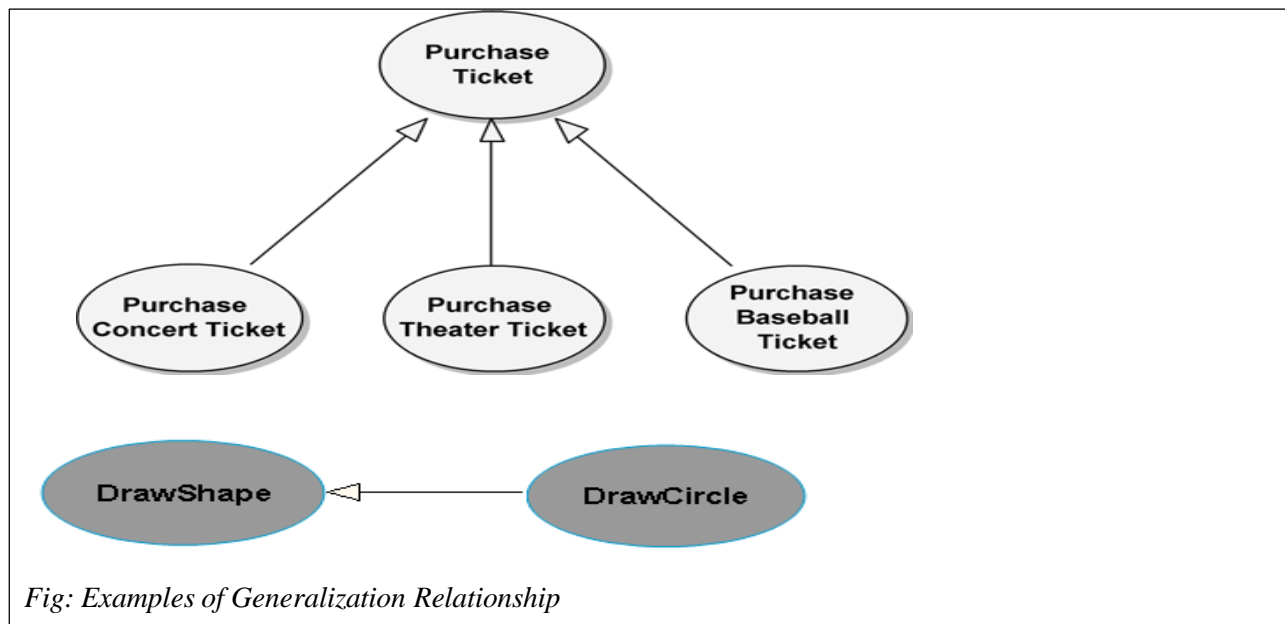 Purchase
Ticket
Purchase
Concert Ticket
Purchase
Theater Ticket
Purchase
Baseball
Ticket
DrawShape
DrawCircle
Fig: Examples of Generalization Relationship